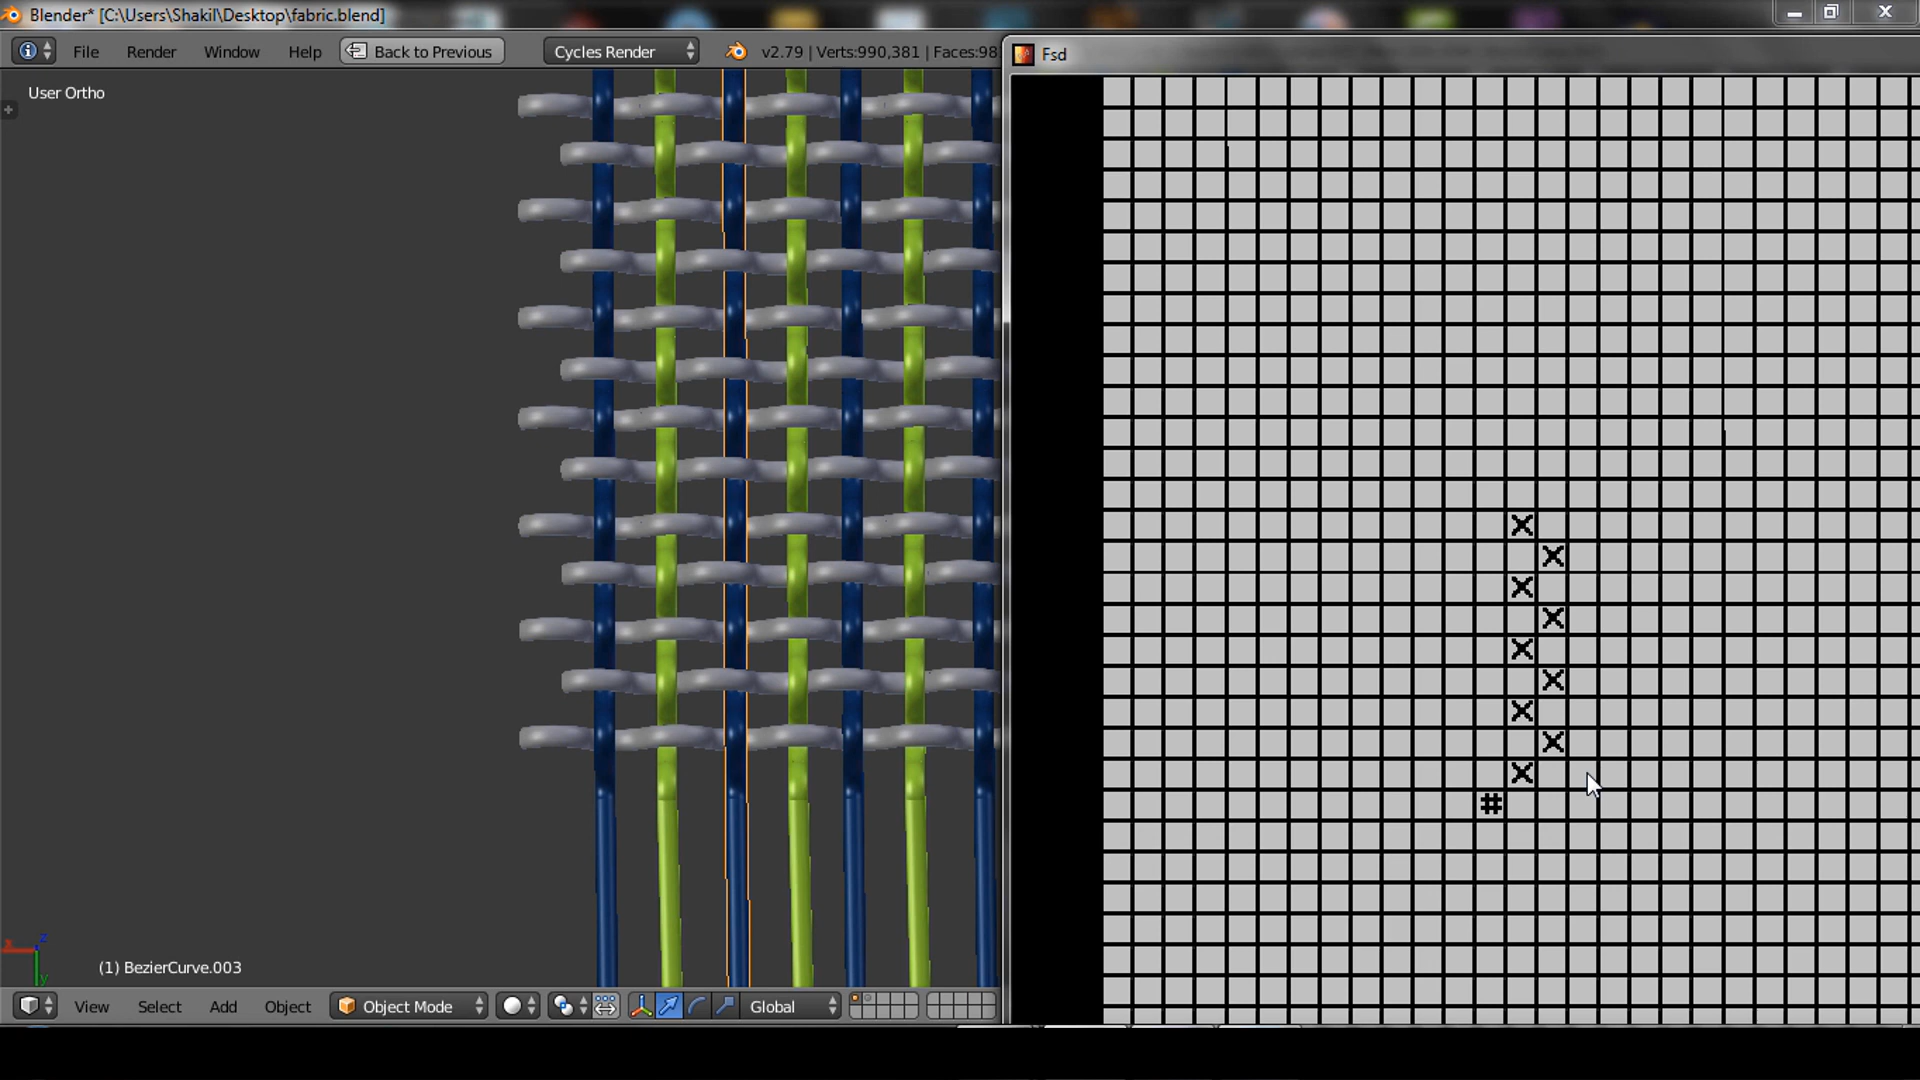 Blender* [C:\Users\Shakil\Desktop\fabric.blend]
File Render Window Help Back to Previous Cycles Render v2.79 | Verts:990,381 | Faces:98
Fsd
User Ortho
X
X
X
X
X
X
X
X
X
#
(1) BezierCurve.003
View Select Add Object Object Mode Global